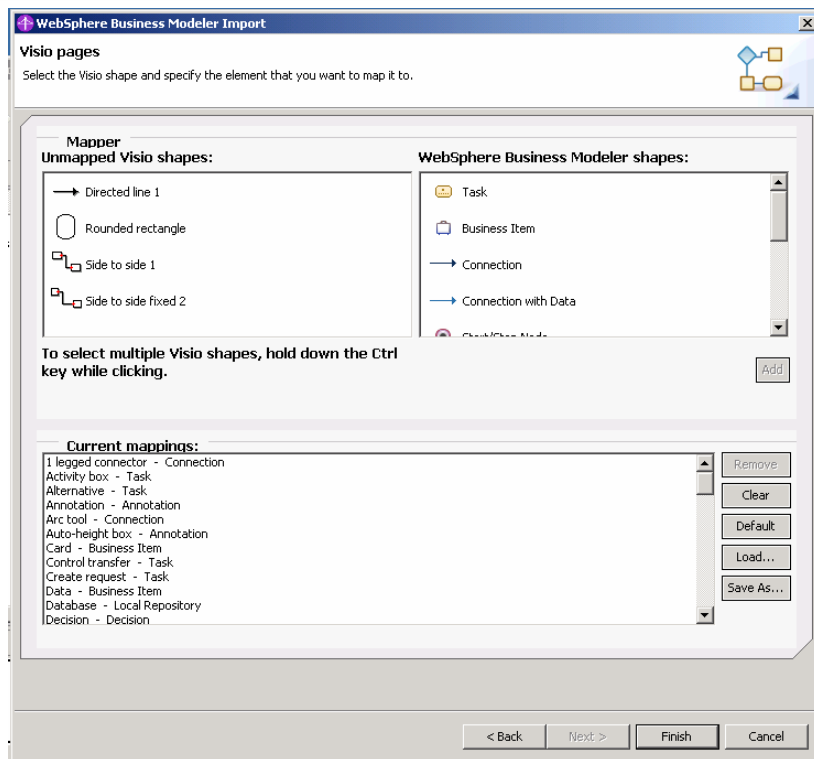 WebSphere Business Modeler Import
Visio pages
Select the Visio shape and specify the element that you want to map it to.
Mapper
Unmapped Visio shapes:
Directed line 1
Rounded rectangle
Side to side 1
Side to side fixed 2
WebSphere Business Modeler shapes:
Task
Business Item
Connection
Connection with Data
Start/Stop Node
To select multiple Visio shapes, hold down the Ctrl
key while clicking.
Add
Current mappings:
1 legged connector - Connection
Activity box - Task
Alternative - Task
Annotation - Annotation
Arc tool - Connection
Auto-height box - Annotation
Card - Business Item
Control transfer - Task
Create request - Task
Data - Business Item
Database - Local Repository
Decision - Decision
Remove
Clear
Default
Load...
Save As...
< Back
Next >
Finish
Cancel